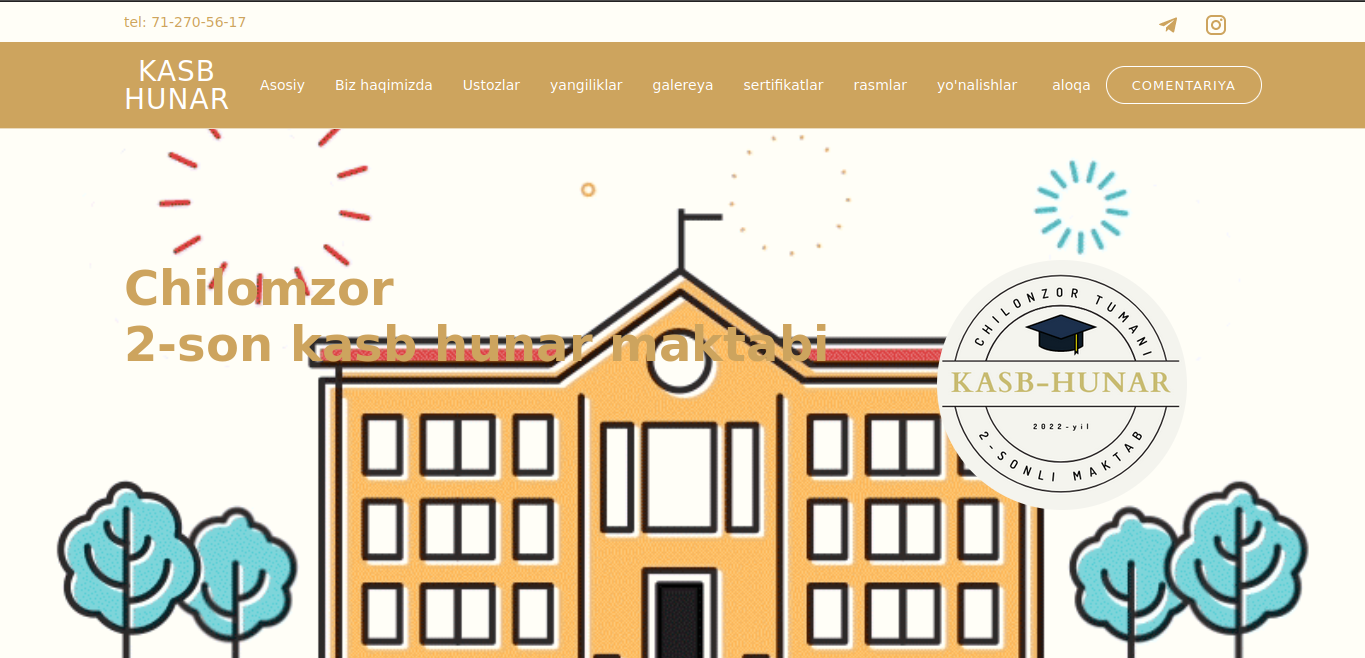 tel: 71-270-56-17
KASB
HUNAR
Asosiy
Biz haqimizda
Ustozlar
yangiliklar
galereya
sertifikatlar
rasmlar
yo'nalishlar
aloqa
COMENTARIYA
Chilomzor
2-son kasb hunar maktabi
CHILONZOR TUMANI
KASB-HUNAR
2022-yil
2-SONLI MAKTAB